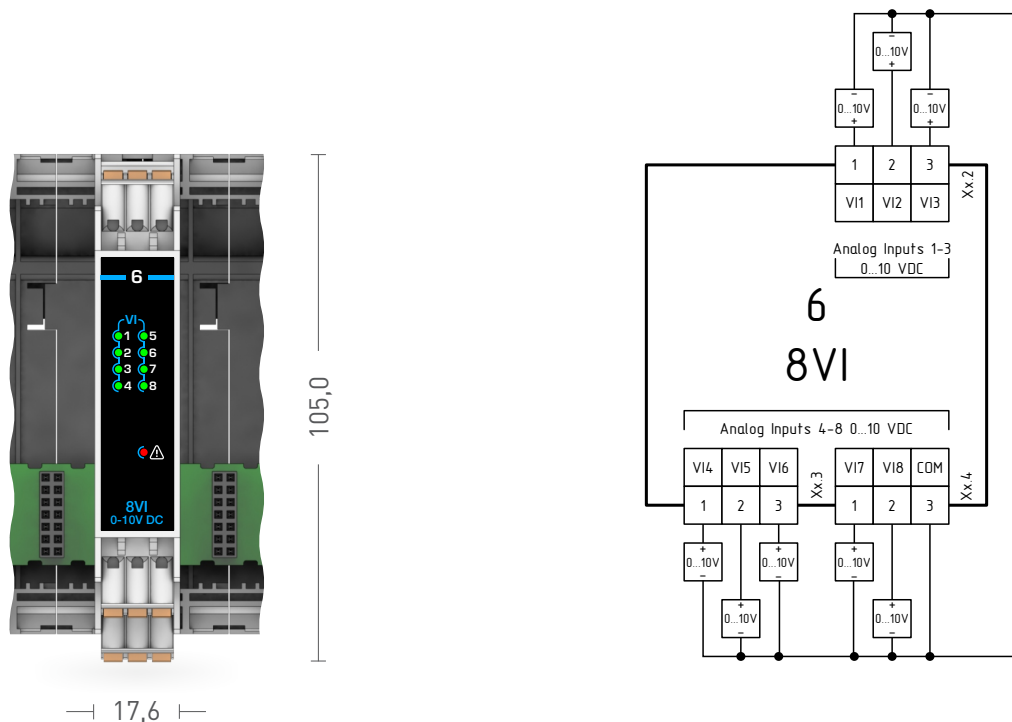 6
VI
1 5
2 6
3 7
4 8
8VI
0-10V DC
105,0
17,6
− 0...10V +
− 0...10V +
− 0...10V +
1 2 3
VI1 VI2 VI3
Xx.2
Analog Inputs 1-3
0...10 VDC
6
8VI
Analog Inputs 4-8 0...10 VDC
VI4 VI5 VI6
1 2 3
Xx.3
VI7 VI8 COM
1 2 3
Xx.4
+ 0...10V −
+ 0...10V −
+ 0...10V −
+ 0...10V −
+ 0...10V −